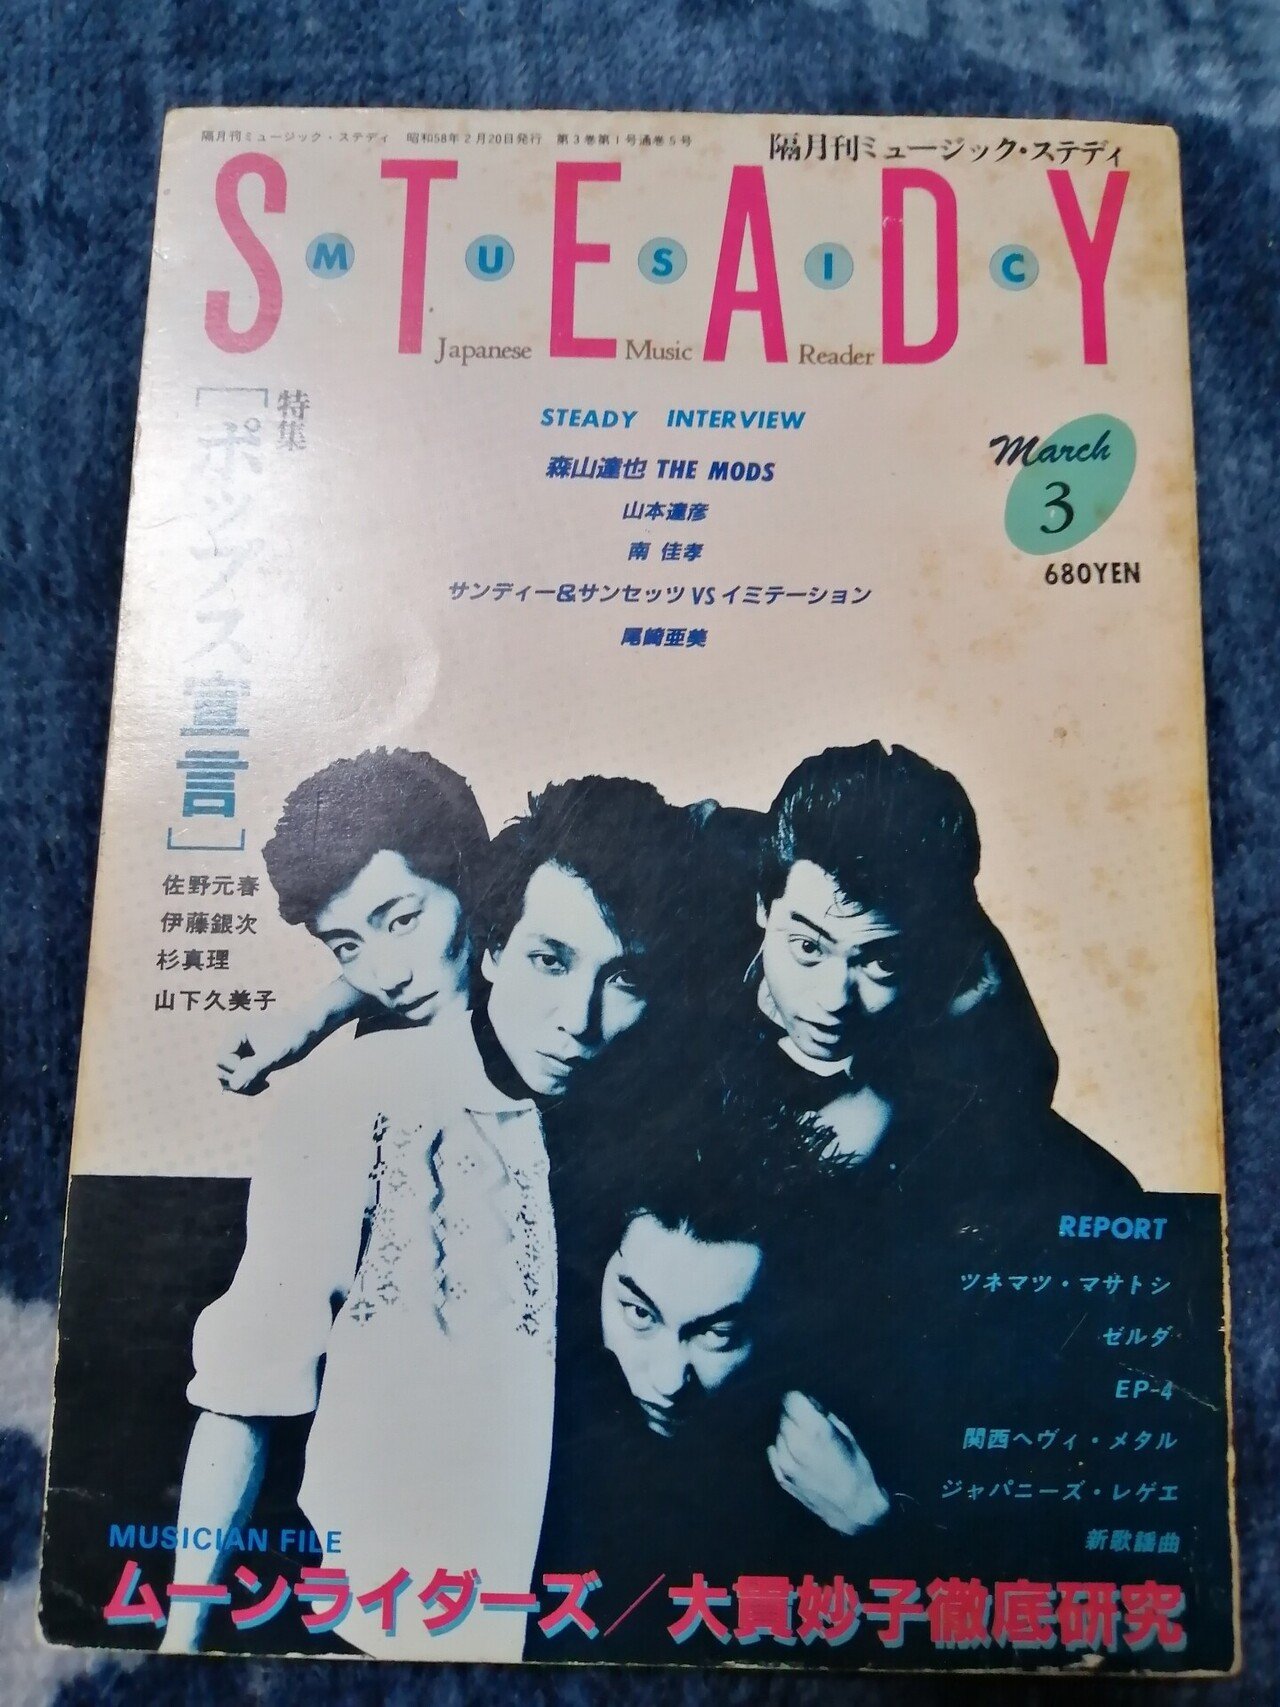 隔月刊ミュージック・ステディ 昭和58年2月20日発行 第3巻第1号通巻5号
隔月刊ミュージック・ステディ
STEADY
MUSIC
Japanese Music Reader
特集
[ポップス宣言]
佐野元春
伊藤銀次
杉真理
山下久美子
STEADY INTERVIEW
森山達也 THE MODS
山本達彦
南 佳孝
サンディー&サンセッツ VS イミテーション
尾崎亜美
March
3
680YEN
REPORT
ツネマツ・マサトシ
ゼルダ
EP-4
関西ヘヴィ・メタル
ジャパニーズ・レゲエ
新歌謡曲
MUSICIAN FILE
ムーンライダーズ/大貫妙子徹底研究